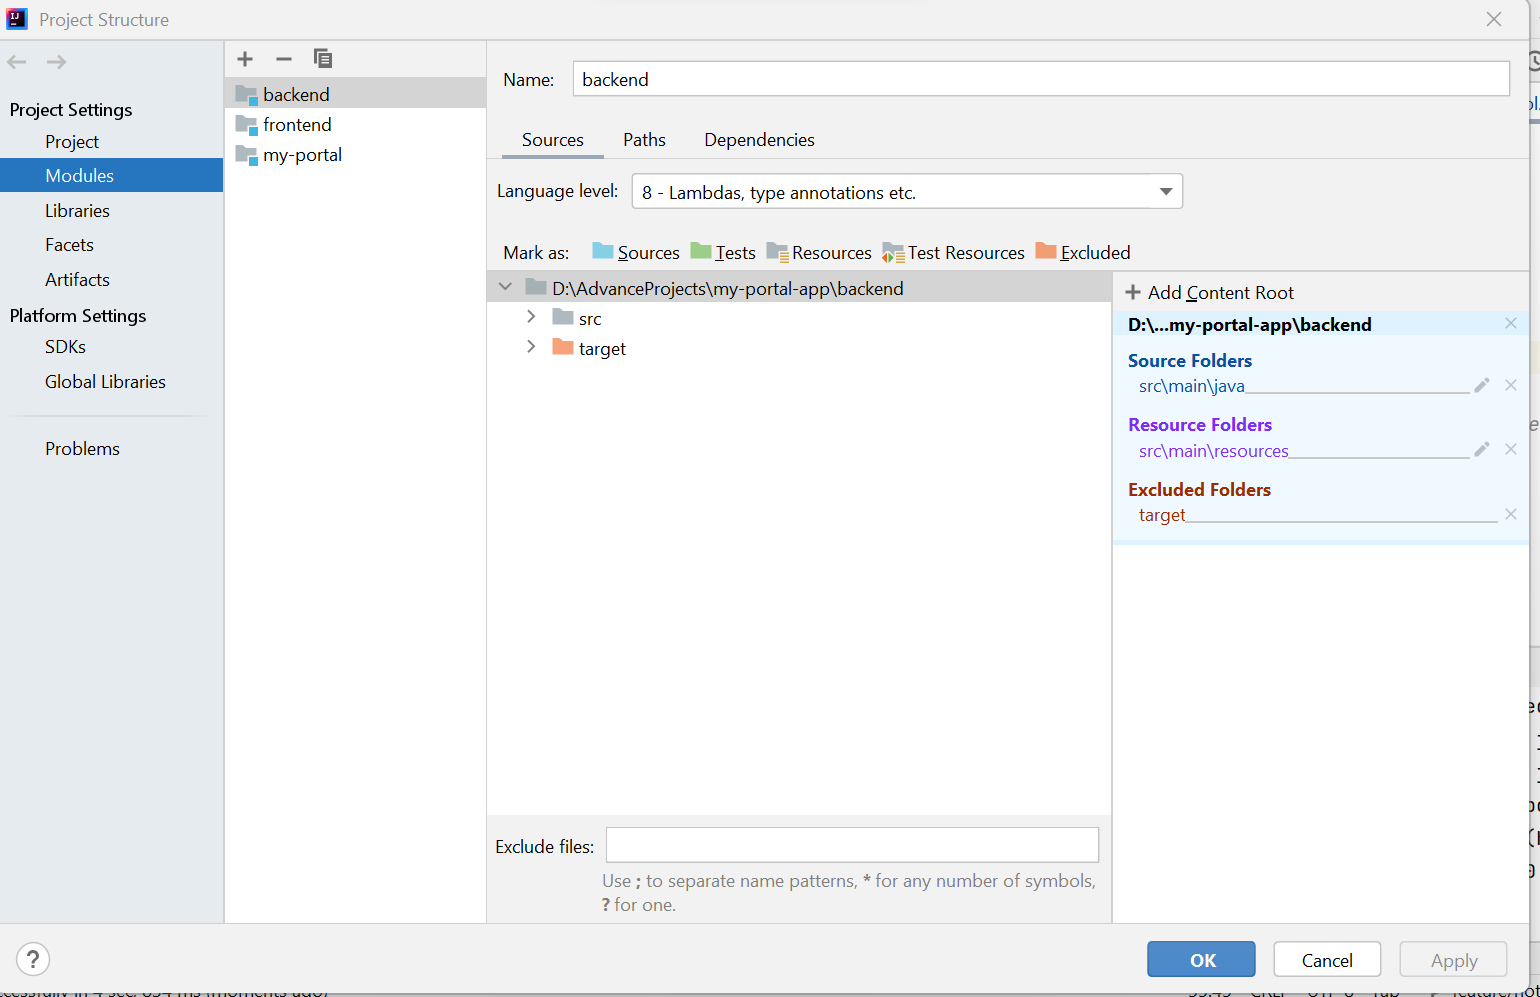 Project Structure
Project Settings
Project
Modules
Libraries
Facets
Artifacts
Platform Settings
SDKs
Global Libraries
Problems
backend
frontend
my-portal
Name: backend
Sources Paths Dependencies
Language level: 8 - Lambdas, type annotations etc.
Mark as: Sources Tests Resources Test Resources Excluded
D:\AdvanceProjects\my-portal-app\backend
src
target
Add Content Root
D:\...my-portal-app\backend
Source Folders
src\main\java
Resource Folders
src\main\resources
Excluded Folders
target
Exclude files:
Use ; to separate name patterns, * for any number of symbols,
? for one.
? OK Cancel Apply